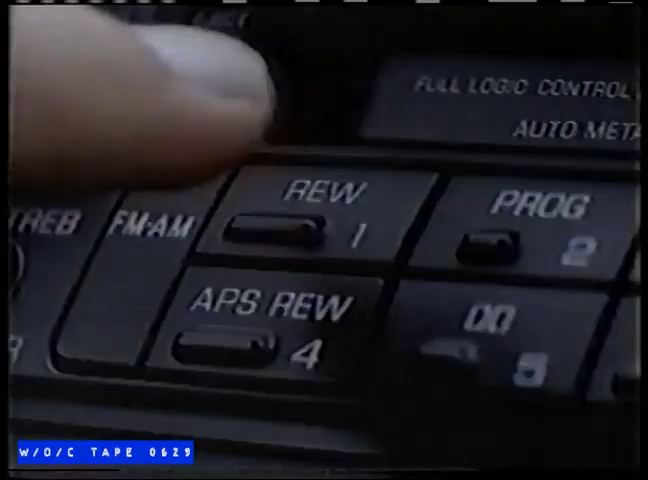 FULL LOGIC CONTROL
AUTO META
REW
1
PROG
2
TREB
FM·AM
APS REW
4
5
W/O/C TAPE 0629